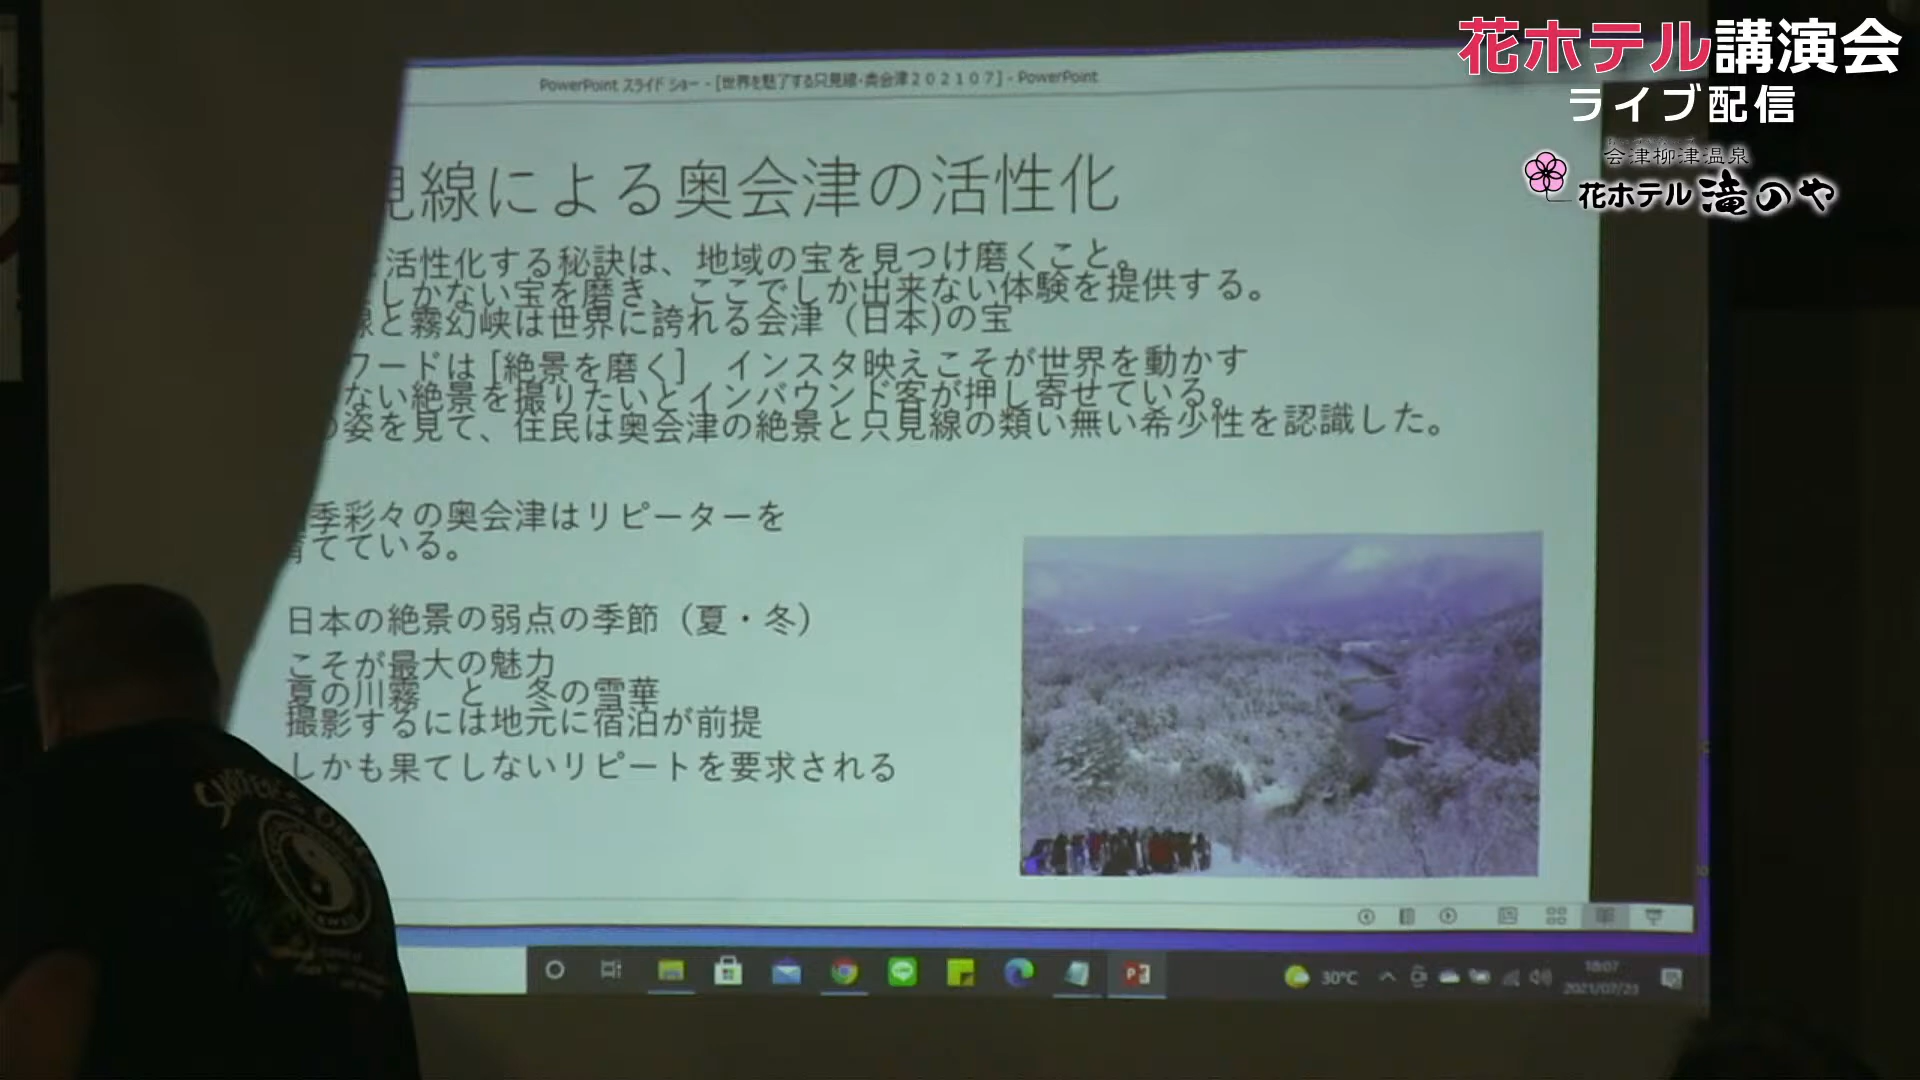 花ホテル講演会
ライブ配信
会津柳津温泉
花ホテル 滝のや
PowerPoint スライド ショー - [世界を魅了する只見線・奥会津２０２１０７] - PowerPoint
見線による奥会津の活性化
活性化する秘訣は、地域の宝を見つけ磨くこと。
しかない宝を磨き、ここでしか出来ない体験を提供する。
線と霧幻峡は世界に誇れる会津（日本)の宝
ワードは［絶景を磨く］　インスタ映えこそが世界を動かす
ない絶景を撮りたいとインバウンド客が押し寄せている。
の姿を見て、住民は奥会津の絶景と只見線の類い無い希少性を認識した。
季彩々の奥会津はリピーターを
育てている。
日本の絶景の弱点の季節（夏・冬）
こそが最大の魅力
夏の川霧　と　冬の雪華
撮影するには地元に宿泊が前提
しかも果てしないリピートを要求される
30°C
18:07
2021/07/23